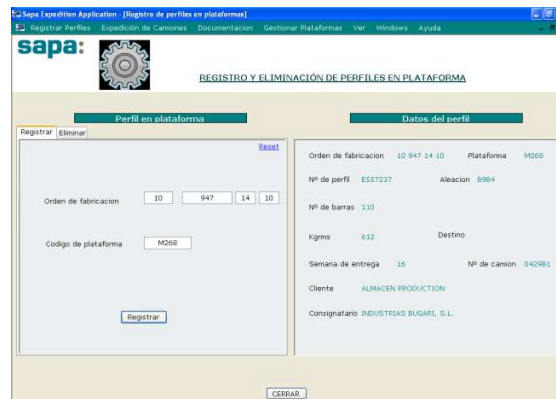 Sapa Expedition Application - [Registro de perfiles en plataformas]
Registrar Perfiles Expedición de Camiones Documentacion Gestionar Plataformas Ver Windows Ayuda
sapa:
REGISTRO Y ELIMINACIÓN DE PERFILES EN PLATAFORMA
Perfil en plataforma
Registrar Eliminar
Reset
Orden de fabricacion 10 947 14 10
Codigo de plataforma M268
Registrar
Datos del perfil
Orden de fabricacion 10 947 14 10 Plataforma M268
Nº de perfil ES57237 Aleacion B9B4
Nº de barras 110
Kgrms 612 Destino
Semana de entrega 16 Nº de camion 042981
Cliente ALMACEN PRODUCTION
Consignatario INDUSTRIAS BUGARI, S.L.
CERRAR